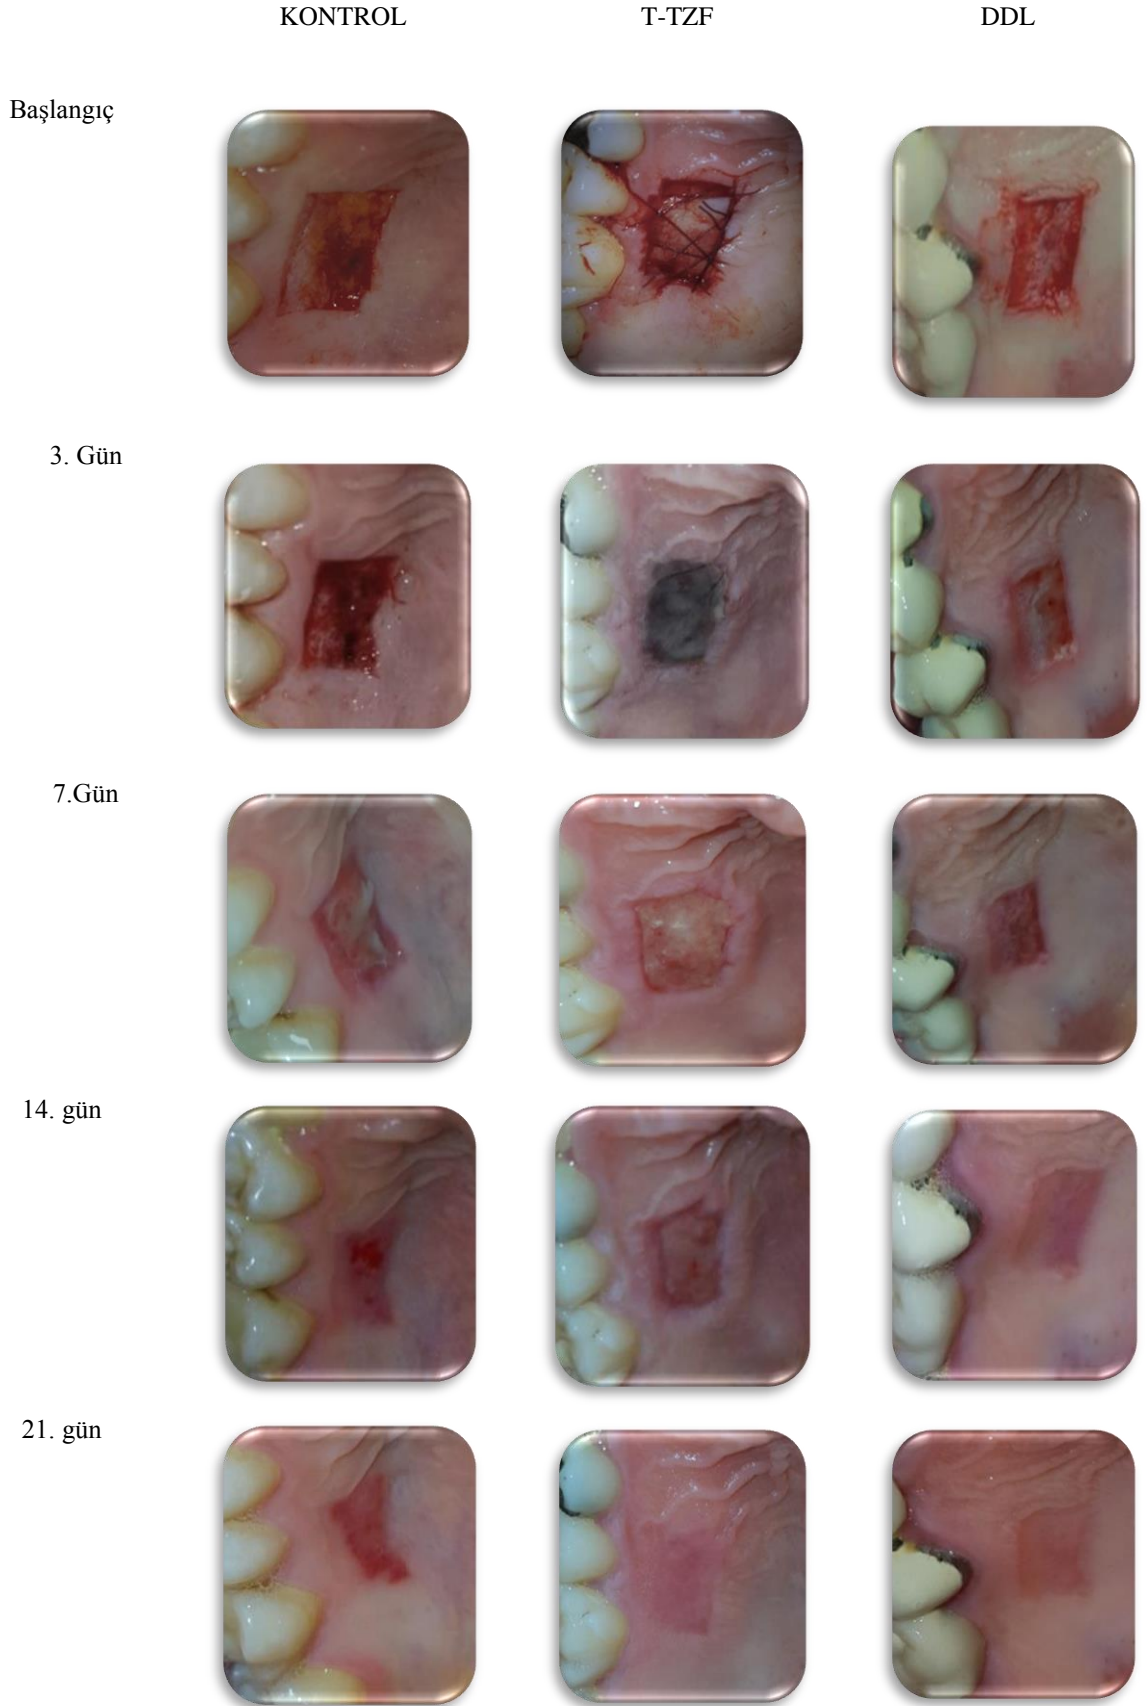 KONTROL T-TZF DDL
Başlangıç
3. Gün
7.Gün
14. gün
21. gün